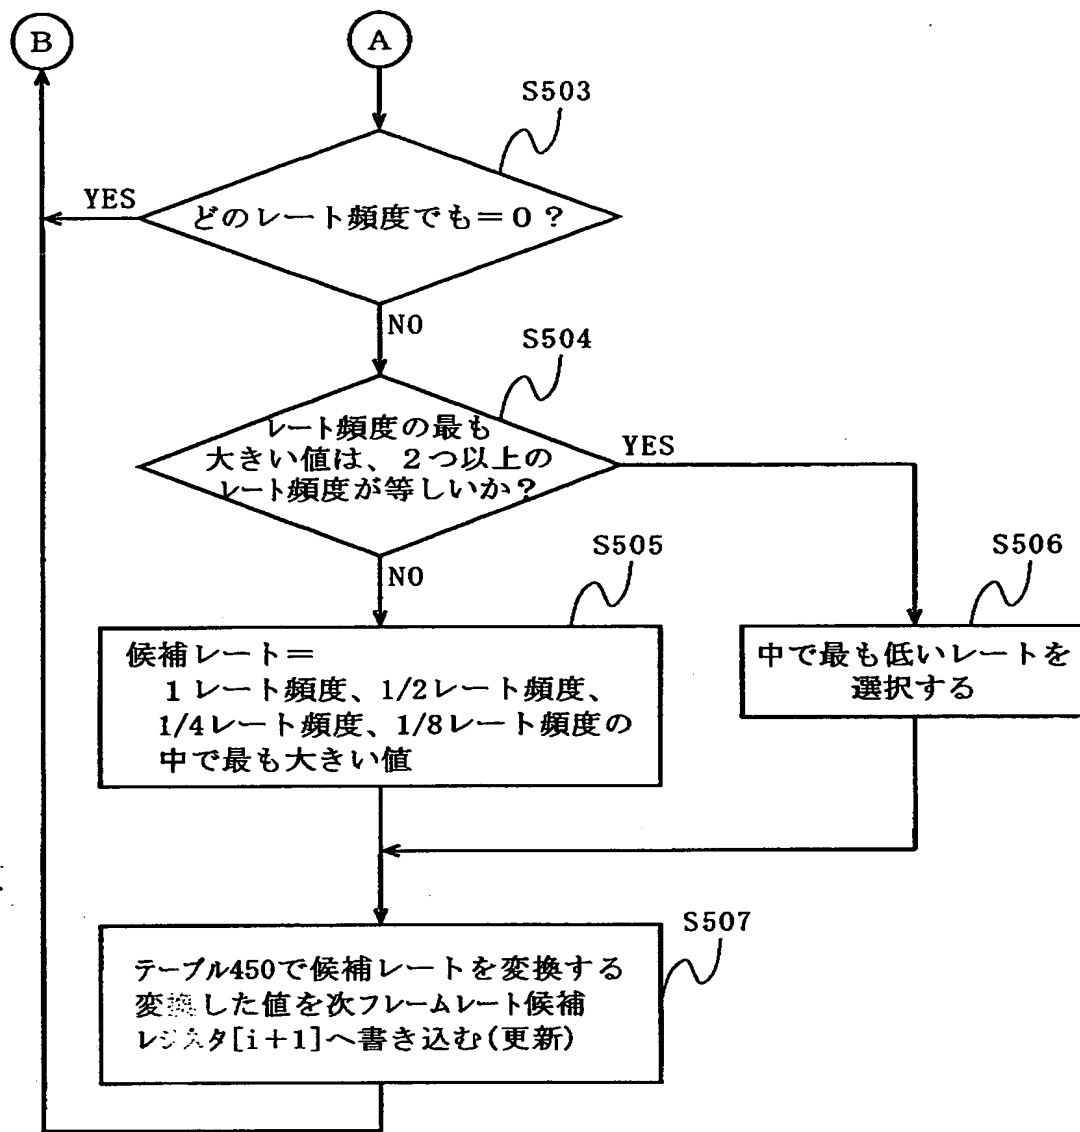 B
A
S503
YES
どのレート頻度でも＝０？
NO
S504
レート頻度の最も
大きい値は、２つ以上の
レート頻度が等しいか？
YES
NO
S505
候補レート＝
１レート頻度、1/2レート頻度、
1/4レート頻度、1/8レート頻度の
中で最も大きい値
S506
中で最も低いレートを
選択する
S507
テーブル450で候補レートを変換する
変換した値を次フレームレート候補
レジスタ[i＋1]へ書き込む(更新)